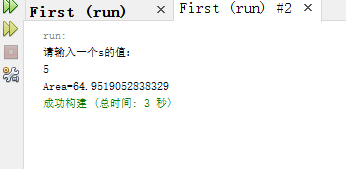 First (run)
First (run) #2
run:
请输入一个s的值:
5
Area=64.9519052838329
成功构建 (总时间: 3 秒)